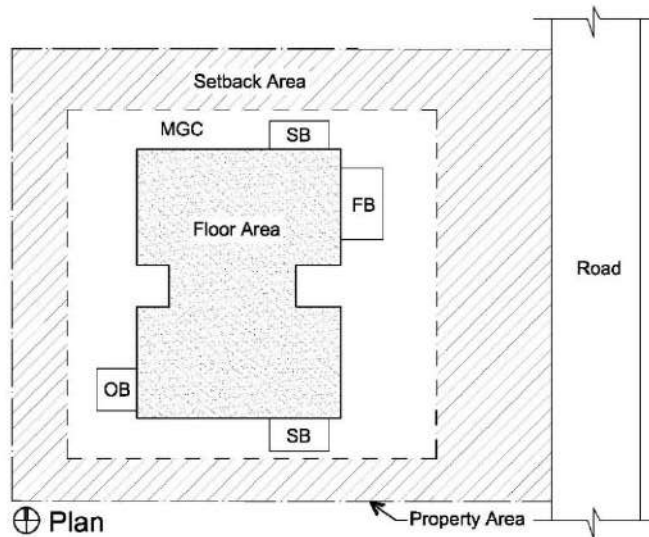 Setback Area
MGC
SB
FB
Floor Area
Road
OB
SB
Plan
Property Area